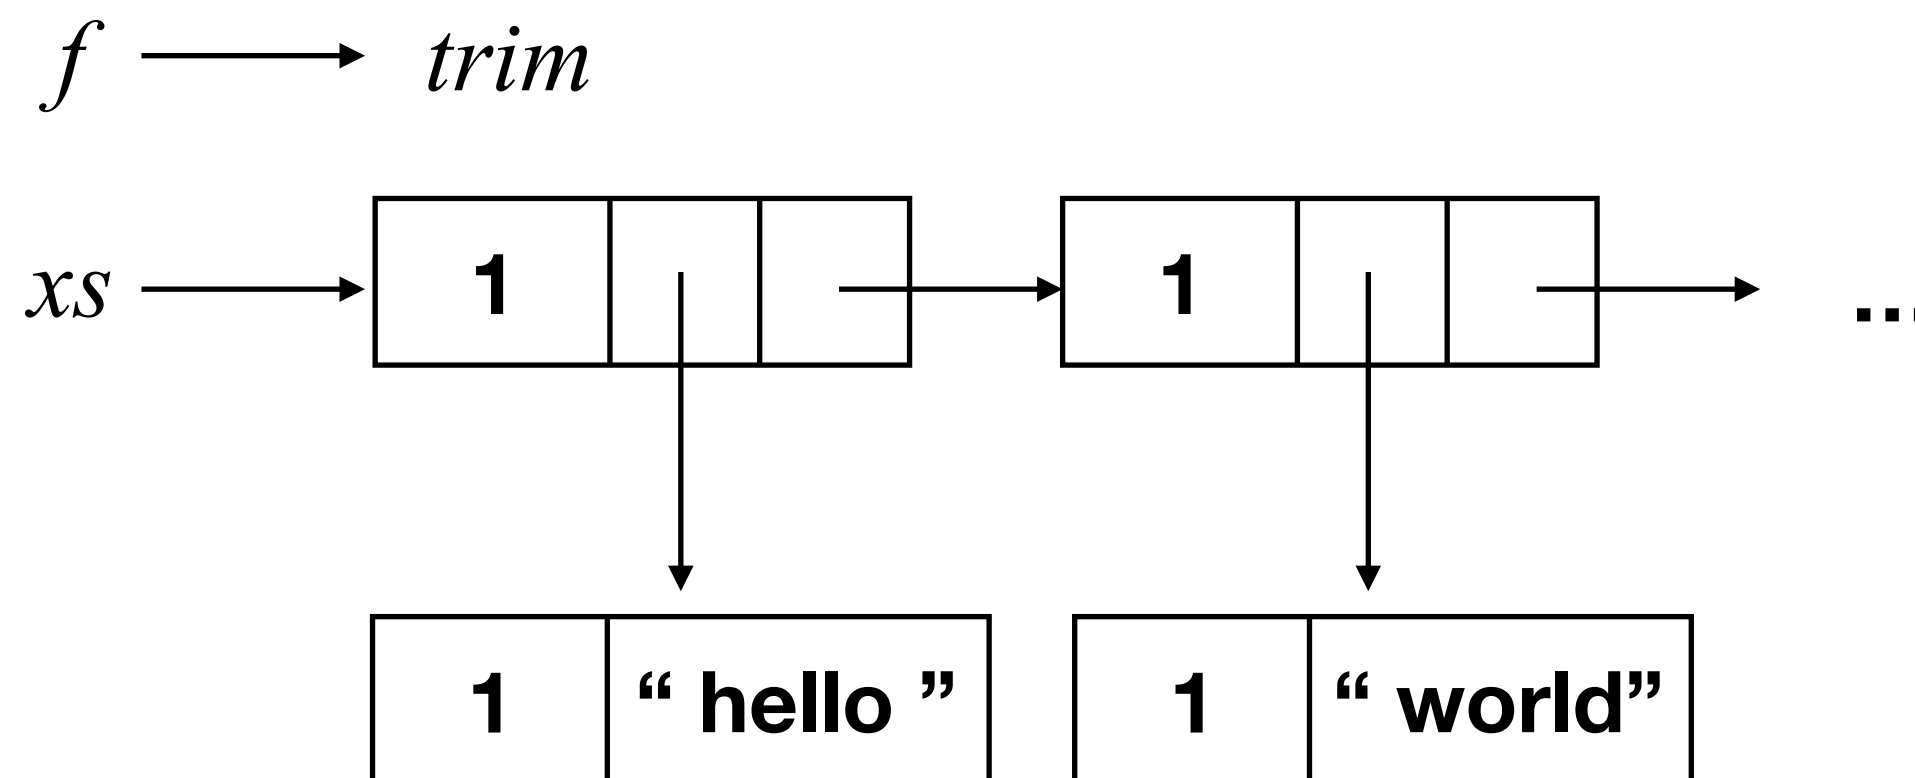 f trim
xs 1 1 ...
1 “ hello ” 1 “ world”